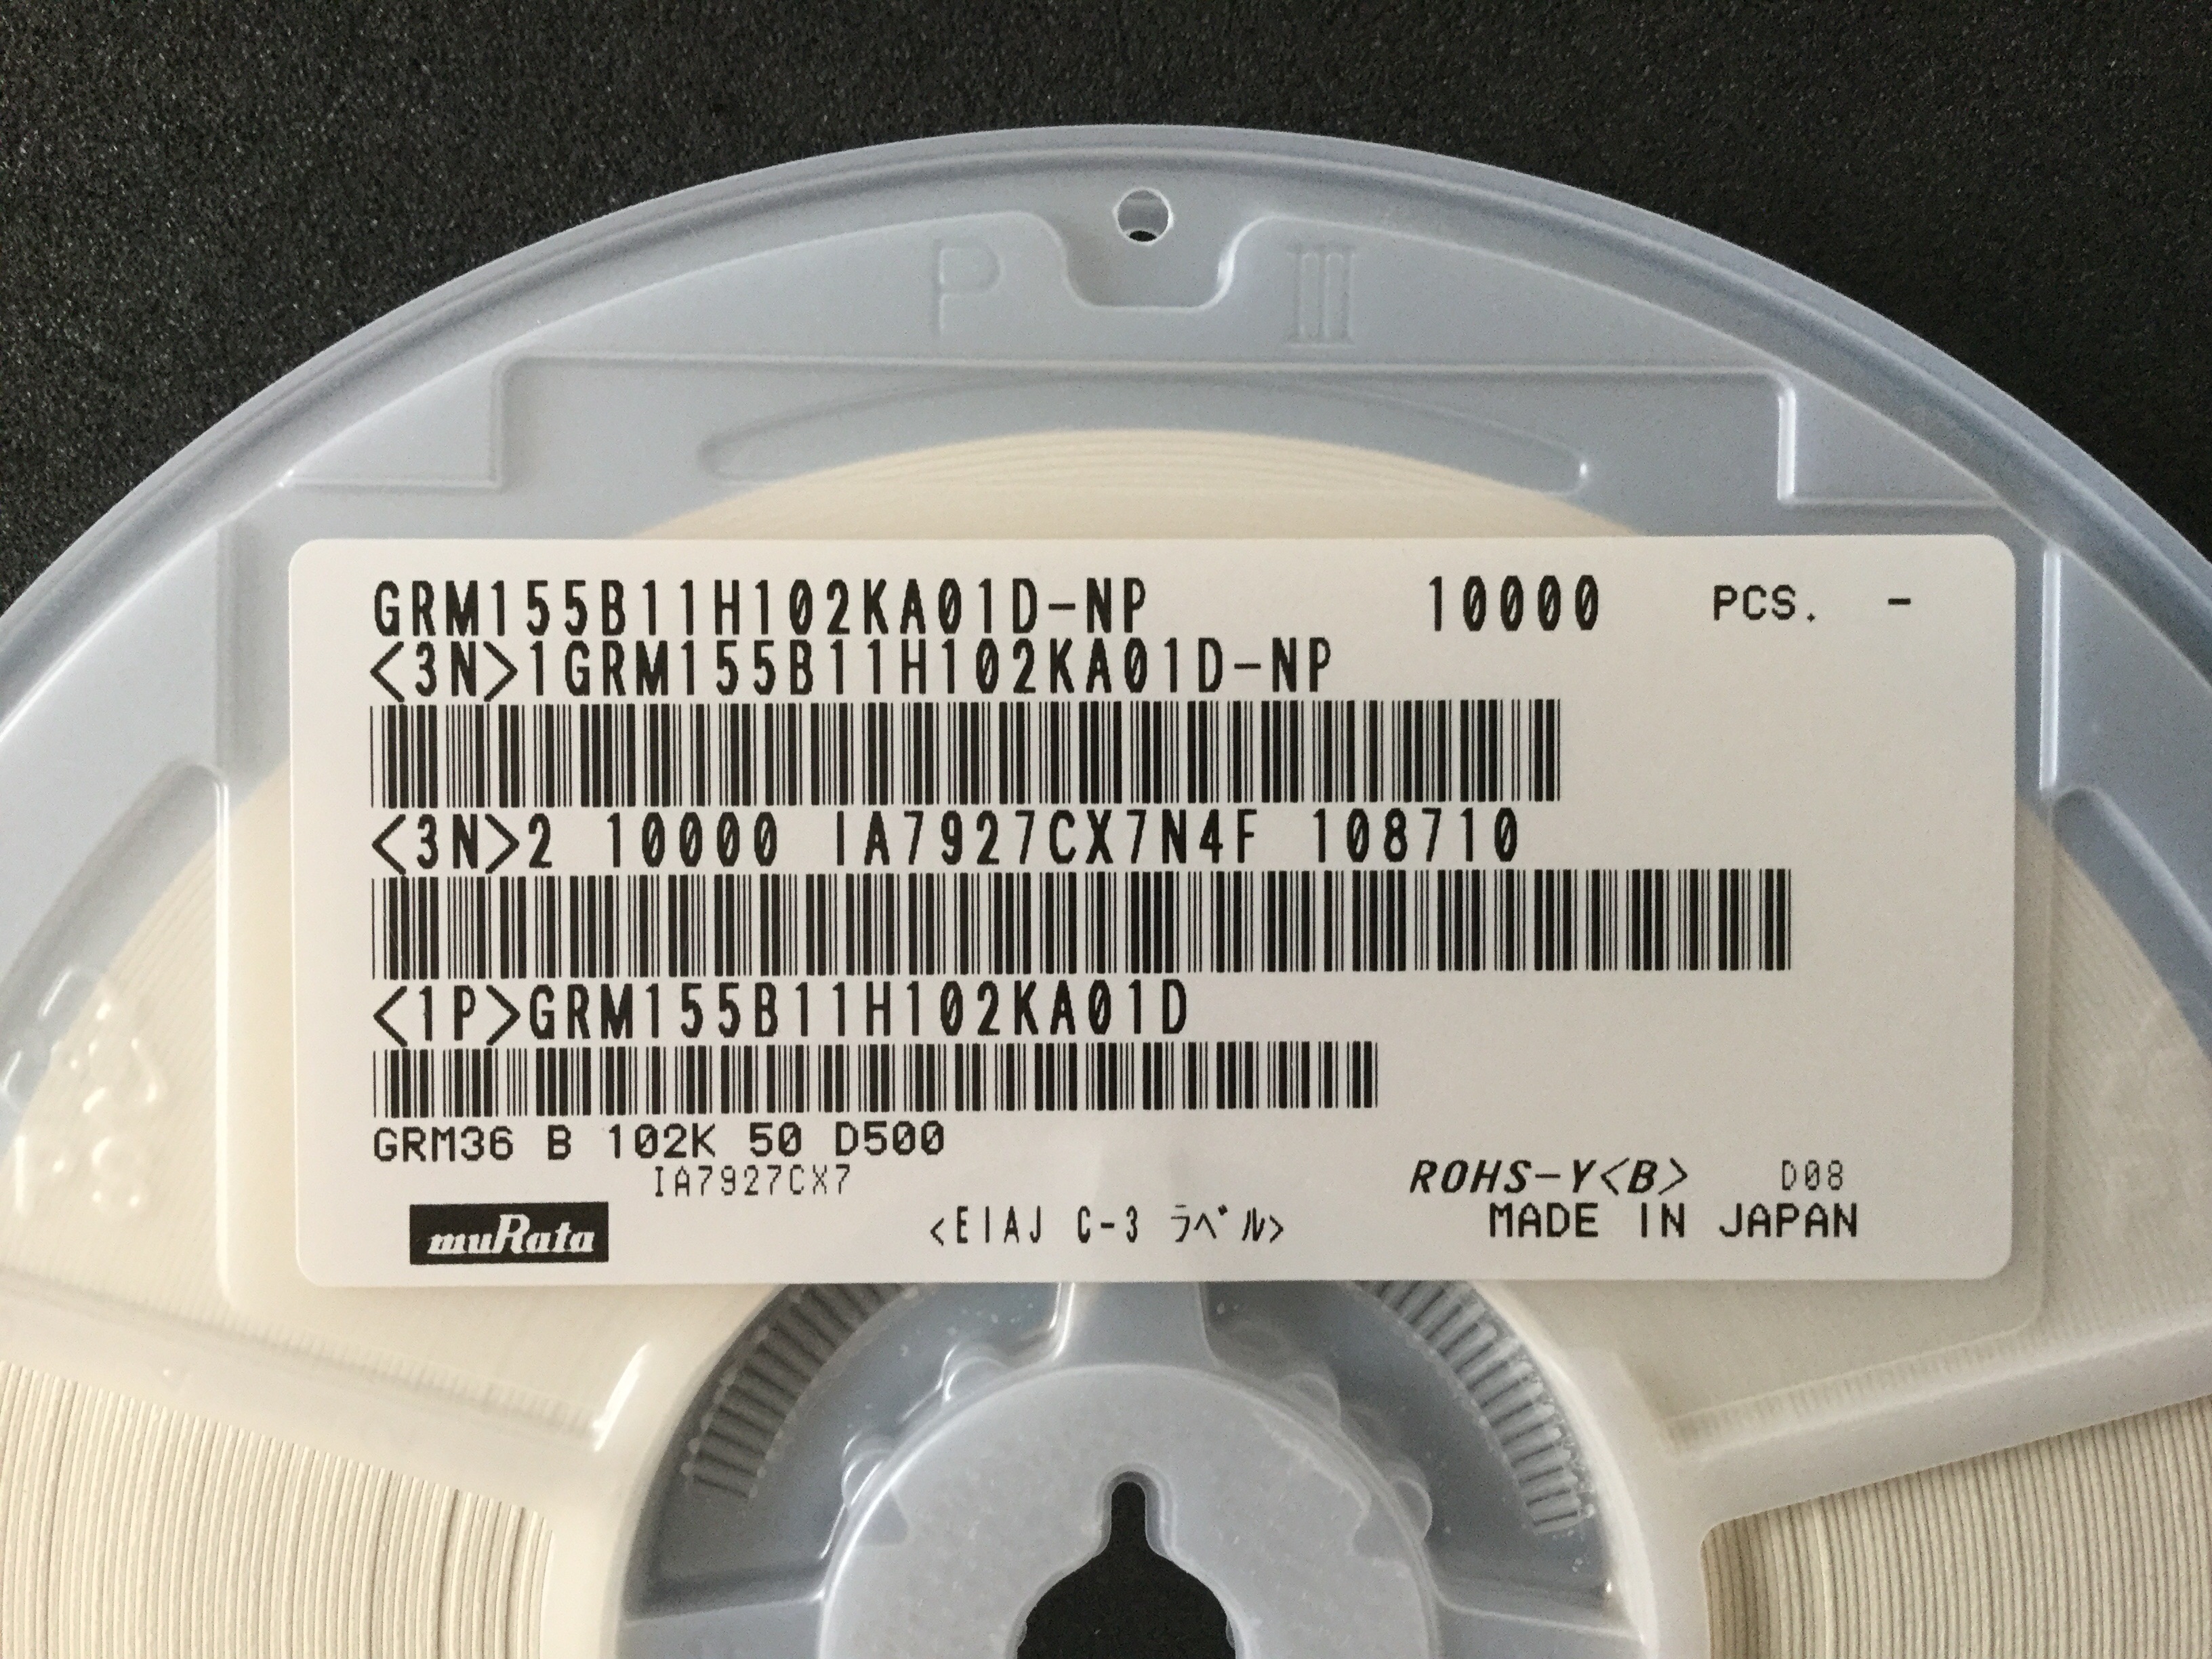 P III
GRM155B11H102KA01D-NP 10000 PCS. -
<3N>1GRM155B11H102KA01D-NP
<3N>2 10000 IA7927CX7N4F 108710
<1P>GRM155B11H102KA01D
GRM36 B 102K 50 D500
IA7927CX7 ROHS-Y<B> D08
muRata <EIAJ C-3 ラベル> MADE IN JAPAN